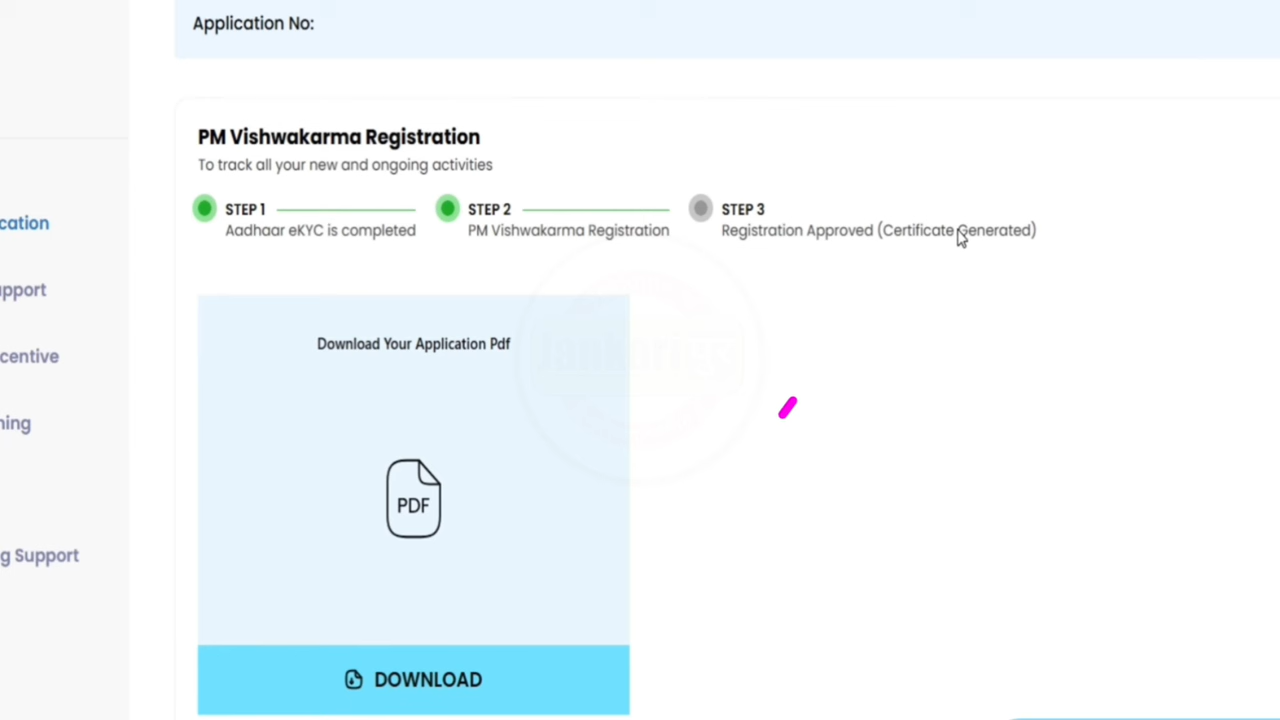 Application No:
PM Vishwakarma Registration
To track all your new and ongoing activities
STEP 1
Aadhaar eKYC is completed
STEP 2
PM Vishwakarma Registration
STEP 3
Registration Approved (Certificate Generated)
cation
pport
centive
ning
g Support
Download Your Application Pdf
Jankari
PDF
DOWNLOAD